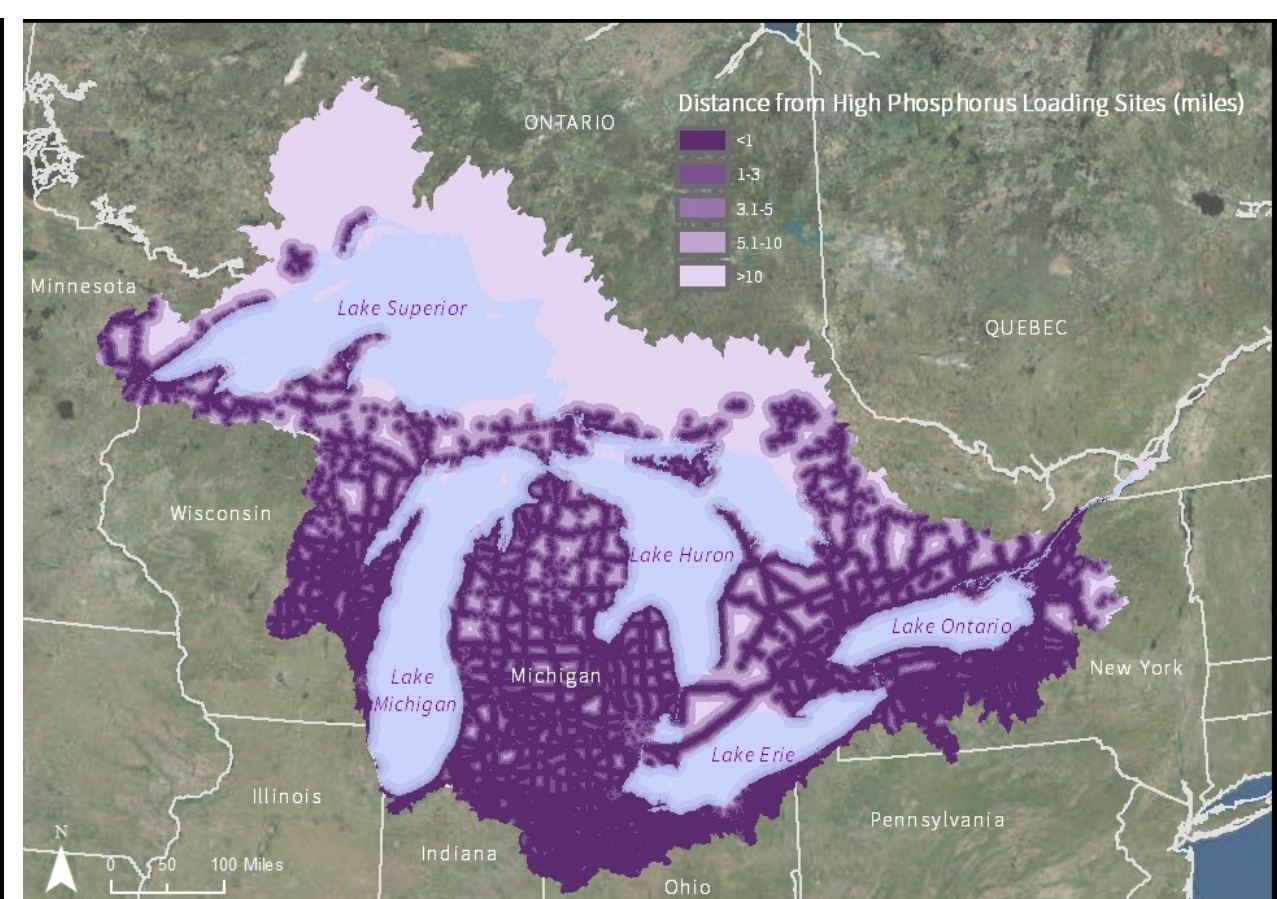 Distance from High Phosphorus Loading Sites (miles)
<1
1-3
3.1-5
5.1-10
>10
ONTARIO
Minnesota
Lake Superior
QUEBEC
Wisconsin
Lake Huron
Lake Ontario
Lake
Michigan
Michigan
New York
Lake Erie
Illinois
Pennsylvania
Indiana
Ohio
N
0 50 100 Miles